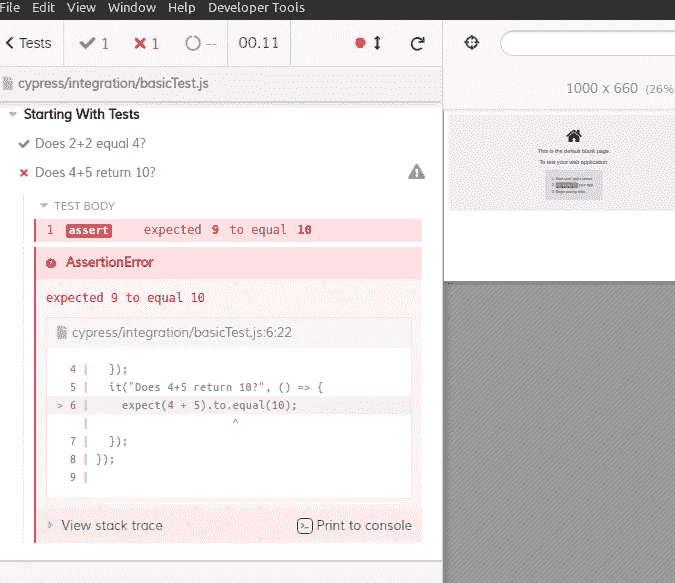 File Edit View Window Help Developer Tools
Tests 1 1 -- 00.11
cypress/integration/basicTest.js
1000 x 660 (26%
Starting With Tests
Does 2+2 equal 4?
Does 4+5 return 10?
This is the default blank page.
To test your web application:
TEST BODY
1 assert expected 9 to equal 10
AssertionError
expected 9 to equal 10
cypress/integration/basicTest.js:6:22
4 | });
5 | it("Does 4+5 return 10?", () => {
> 6 | expect(4 + 5).to.equal(10);
| ^
7 | });
8 | });
9 |
View stack trace Print to console